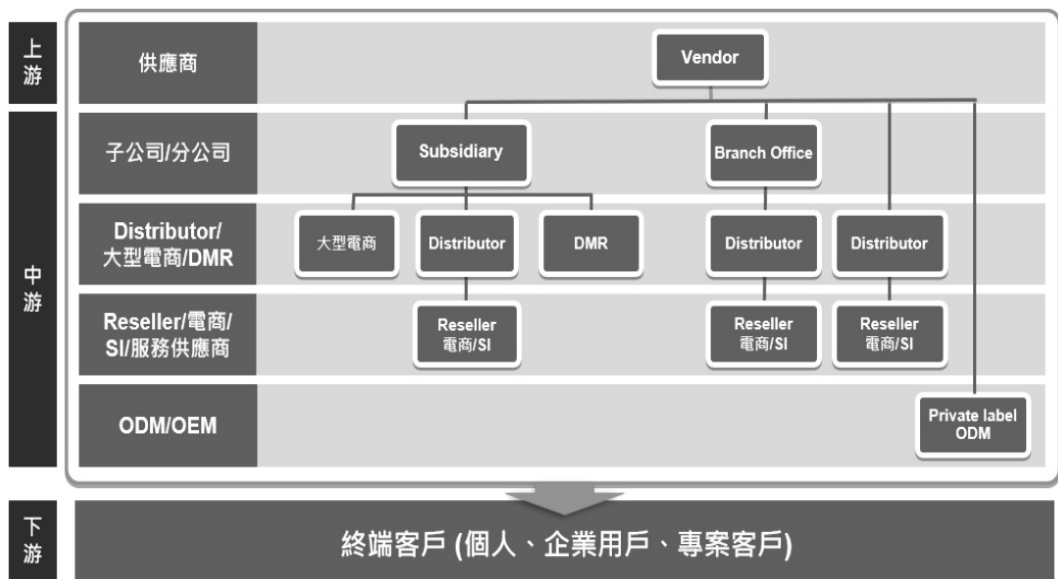 上
游
供應商
Vendor
中
游
子公司/分公司
Subsidiary
Branch Office
Distributor/
大型電商/DMR
大型電商
Distributor
DMR
Distributor
Distributor
Reseller/電商/
SI/服務供應商
Reseller
電商/SI
Reseller
電商/SI
Reseller
電商/SI
ODM/OEM
Private label
ODM
下
游
終端客戶 (個人、企業用戶、專案客戶)